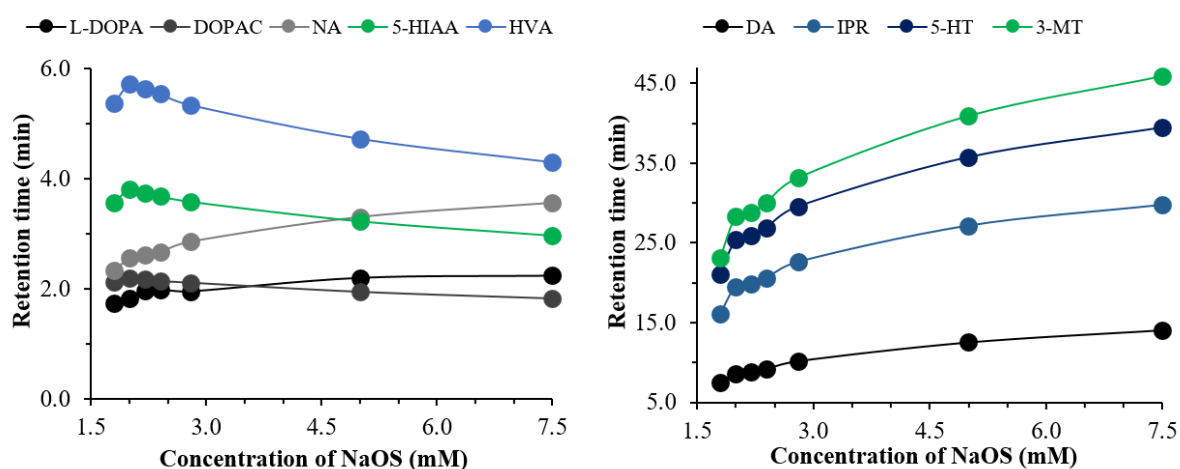 L-DOPA DOPAC NA 5-HIAA HVA
6.0
4.0
2.0
0.0
Retention time (min)
1.5 3.0 4.5 6.0 7.5
Concentration of NaOS (mM)
DA IPR 5-HT 3-MT
45.0
35.0
25.0
15.0
5.0
Retention time (min)
1.5 3.0 4.5 6.0 7.5
Concentration of NaOS (mM)